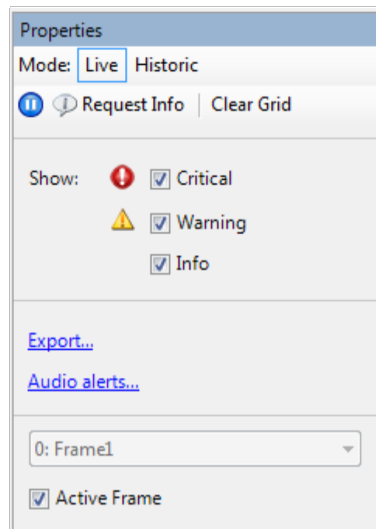 Properties
Mode: Live Historic
Request Info Clear Grid
Show: Critical
Warning
Info
Export...
Audio alerts...
0: Frame1
Active Frame